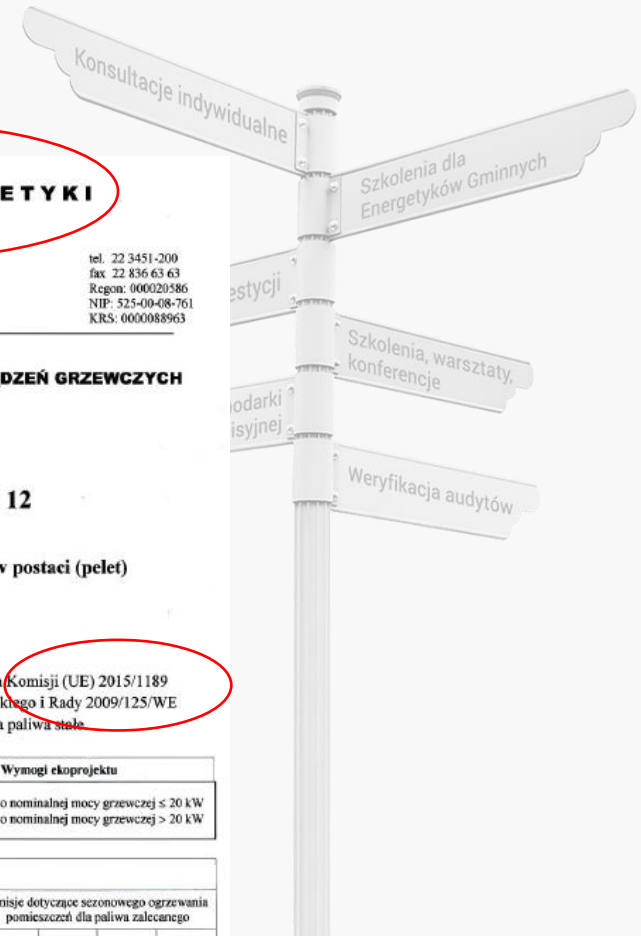 Konsultacje indywidualne
Szkolenia dla
Energetyków Gminnych
ETYKI
tel. 22 3451-200
fax 22 836 63 63
Regon: 000020586
NIP: 525-00-08-761
KRS: 0000088963
estycji
Szkolenia, warsztaty,
konferencje
DZEŃ GRZEWCZYCH
odarki
isyjnej
Weryfikacja audytów
12
w postaci (pelet)
Komisji (UE) 2015/1189
kiego i Rady 2009/125/WE
a paliwa stałe
Wymogi ekoprojektu
o nominalnej mocy grzewczej ≤ 20 kW
o nominalnej mocy grzewczej > 20 kW
nisje dotyczące sezonowego ogrzewania
pomieszczeń dla paliwa zalecanego